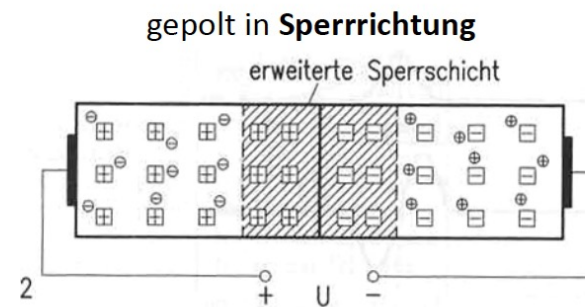 gepolt in Sperrrichtung
erweiterte Sperrschicht
2 + U -